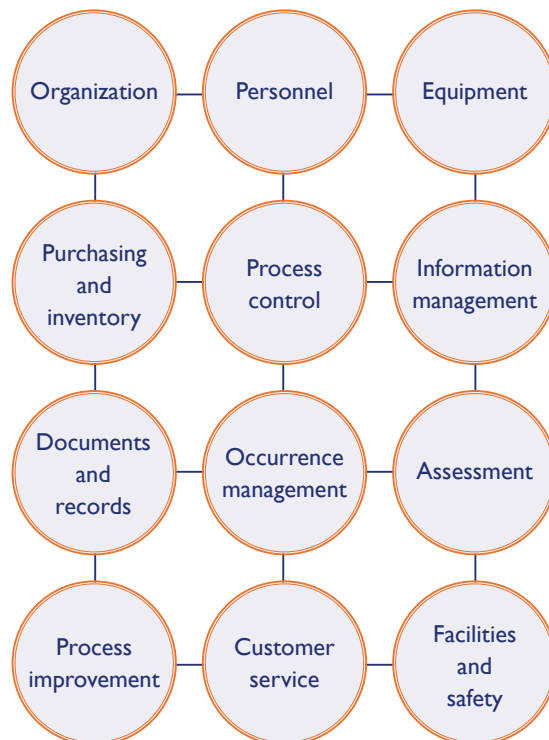 Organization
Personnel
Equipment
Purchasing
and
inventory
Process
control
Information
management
Documents
and
records
Occurrence
management
Assessment
Process
improvement
Customer
service
Facilities
and
safety